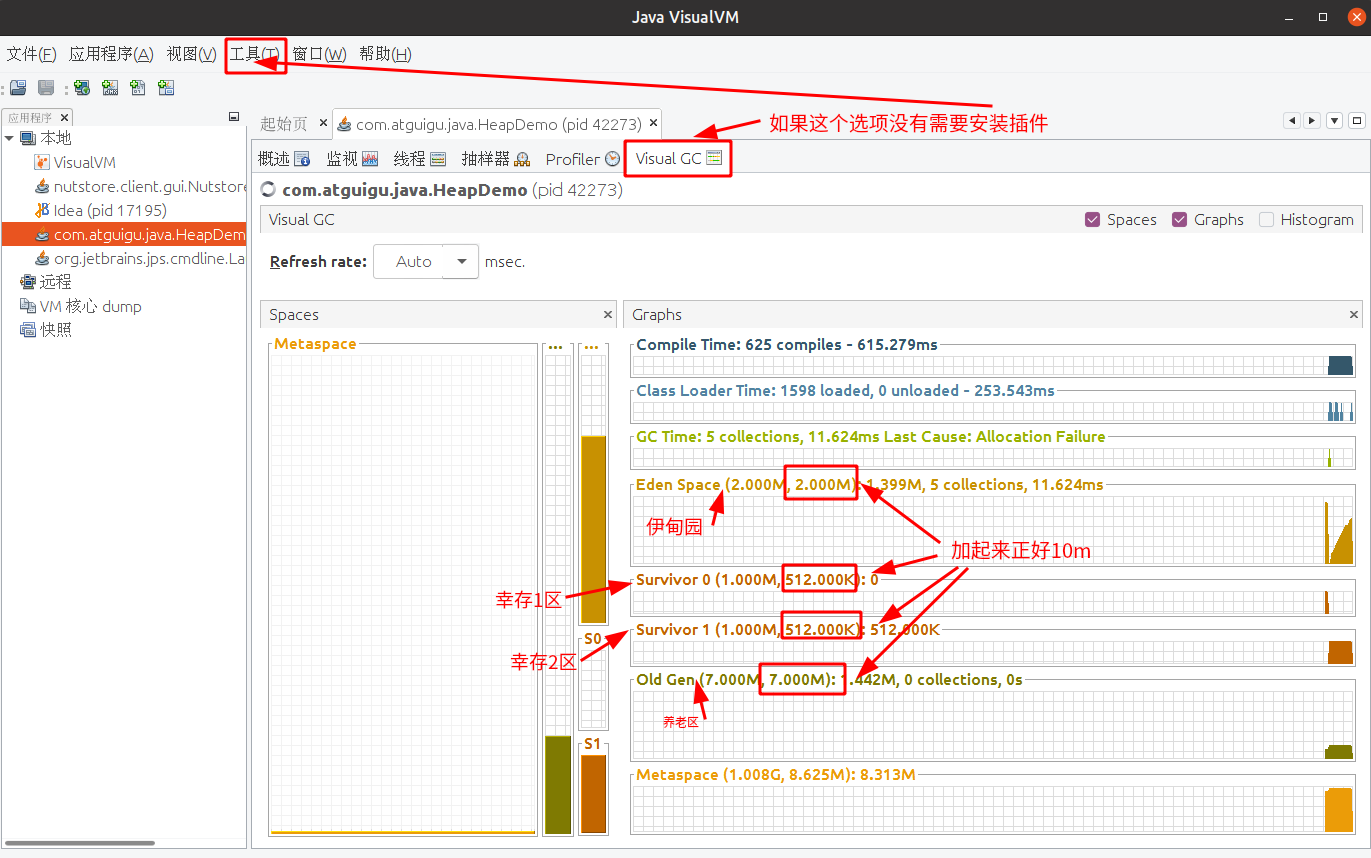 Java VisualVM
文件(F) 应用程序(A) 视图(V) 工具(T) 窗口(W) 帮助(H)
应用程序
本地
VisualVM
nutstore.client.gui.Nutstore
Idea (pid 17195)
com.atguigu.java.HeapDem
org.jetbrains.jps.cmdline.La
远程
VM 核心 dump
快照
起始页 com.atguigu.java.HeapDemo (pid 42273)
如果这个选项没有需要安装插件
概述 监视 线程 抽样器 Profiler Visual GC
com.atguigu.java.HeapDemo (pid 42273)
Visual GC Spaces Graphs Histogram
Refresh rate: Auto msec.
Spaces
Graphs
Metaspace ... ...
S0
S1
Compile Time: 625 compiles - 615.279ms
Class Loader Time: 1598 loaded, 0 unloaded - 253.543ms
GC Time: 5 collections, 11.624ms Last Cause: Allocation Failure
Eden Space (2.000M, 2.000M): 1.399M, 5 collections, 11.624ms
伊甸园
加起来正好10m
Survivor 0 (1.000M, 512.000K): 0
幸存1区
Survivor 1 (1.000M, 512.000K): 512.000K
幸存2区
Old Gen (7.000M, 7.000M): 1.442M, 0 collections, 0s
养老区
Metaspace (1.008G, 8.625M): 8.313M